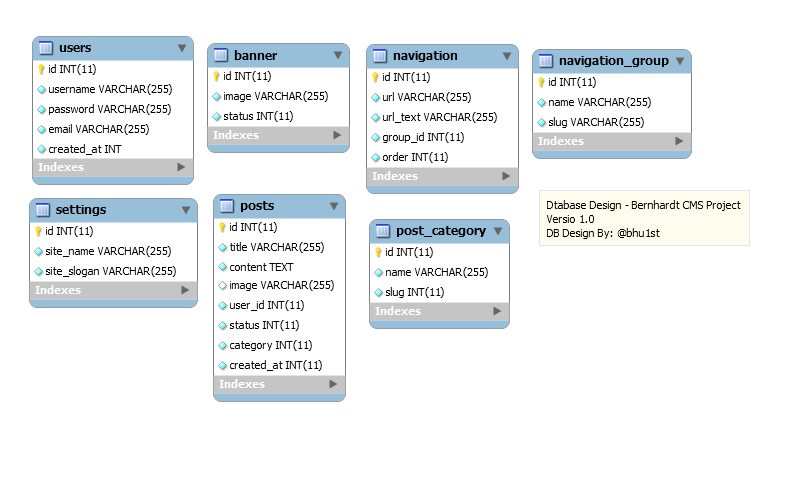 users
id INT(11)
username VARCHAR(255)
password VARCHAR(255)
email VARCHAR(255)
created_at INT
Indexes
banner
id INT(11)
image VARCHAR(255)
status INT(11)
Indexes
navigation
id INT(11)
url VARCHAR(255)
url_text VARCHAR(255)
group_id INT(11)
order INT(11)
Indexes
navigation_group
id INT(11)
name VARCHAR(255)
slug VARCHAR(255)
Indexes
settings
id INT(11)
site_name VARCHAR(255)
site_slogan VARCHAR(255)
Indexes
posts
id INT(11)
title VARCHAR(255)
content TEXT
image VARCHAR(255)
user_id INT(11)
status INT(11)
category INT(11)
created_at INT(11)
Indexes
post_category
id INT(11)
name VARCHAR(255)
slug INT(11)
Indexes
Dtabase Design - Bernhardt CMS Project
Versio 1.0
DB Design By: @bhu1st